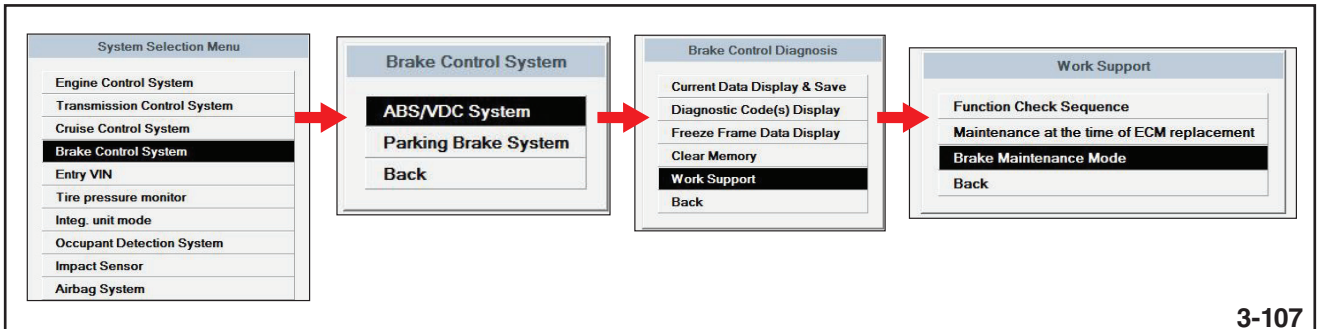 System Selection Menu
Engine Control System
Transmission Control System
Cruise Control System
Brake Control System
Entry VIN
Tire pressure monitor
Integ. unit mode
Occupant Detection System
Impact Sensor
Airbag System
Brake Control System
ABS/VDC System
Parking Brake System
Back
Brake Control Diagnosis
Current Data Display & Save
Diagnostic Code(s) Display
Freeze Frame Data Display
Clear Memory
Work Support
Back
Work Support
Function Check Sequence
Maintenance at the time of ECM replacement
Brake Maintenance Mode
Back
3-107